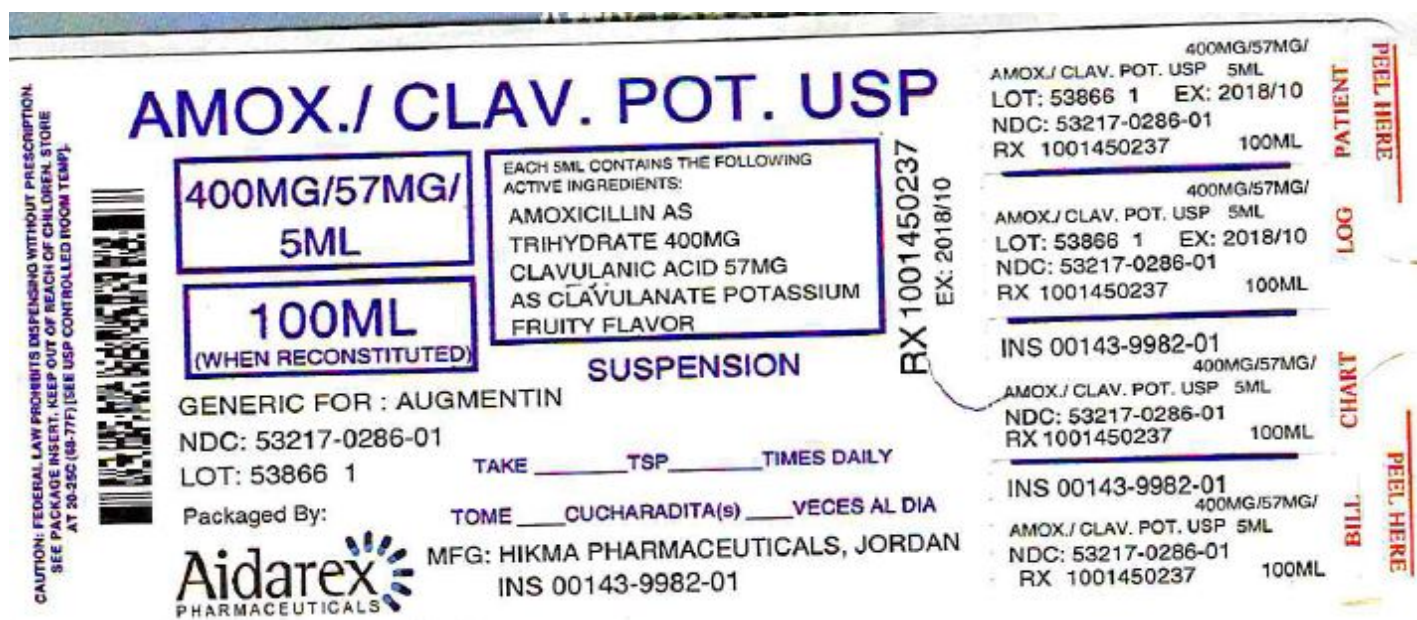 CAUTION: FEDERAL LAW PROHIBITS DISPENSING WITHOUT PRESCRIPTION.
SEE PACKAGE INSERT. KEEP OUT OF REACH OF CHILDREN. STORE
AT 20-25C (68-77F) [SEE USP CONTROLLED ROOM TEMP].
AMOX./ CLAV. POT. USP
400MG/57MG/
5ML
100ML
(WHEN RECONSTITUTED)
EACH 5ML CONTAINS THE FOLLOWING
ACTIVE INGREDIENTS:
AMOXICILLIN AS
TRIHYDRATE 400MG
CLAVULANIC ACID 57MG
AS CLAVULANATE POTASSIUM
FRUITY FLAVOR
SUSPENSION
RX 1001450237
EX: 2018/10
GENERIC FOR : AUGMENTIN
NDC: 53217-0286-01
LOT: 53866 1
TAKE ______TSP______TIMES DAILY
Packaged By:
TOME ____CUCHARADITA(s) ____VECES AL DIA
Aidarex
PHARMACEUTICALS
MFG: HIKMA PHARMACEUTICALS, JORDAN
INS 00143-9982-01
400MG/57MG/
AMOX./ CLAV. POT. USP 5ML
LOT: 53866 1 EX: 2018/10
NDC: 53217-0286-01
RX 1001450237 100ML
PATIENT
PEEL HERE
400MG/57MG/
AMOX./ CLAV. POT. USP 5ML
LOT: 53866 1 EX: 2018/10
NDC: 53217-0286-01
RX 1001450237 100ML
LOG
INS 00143-9982-01
400MG/57MG/
AMOX./ CLAV. POT. USP 5ML
NDC: 53217-0286-01
RX 1001450237 100ML
CHART
INS 00143-9982-01
400MG/57MG/
AMOX./ CLAV. POT. USP 5ML
NDC: 53217-0286-01
RX 1001450237 100ML
BILL
PEEL HERE